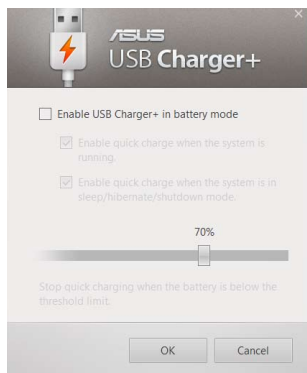 ASUS
USB Charger+
Enable USB Charger+ in battery mode
Enable quick charge when the system is
running.
Enable quick charge when the system is in
sleep/hibernate/shutdown mode.
70%
Stop quick charging when the battery is below the
threshold limit.
OK
Cancel